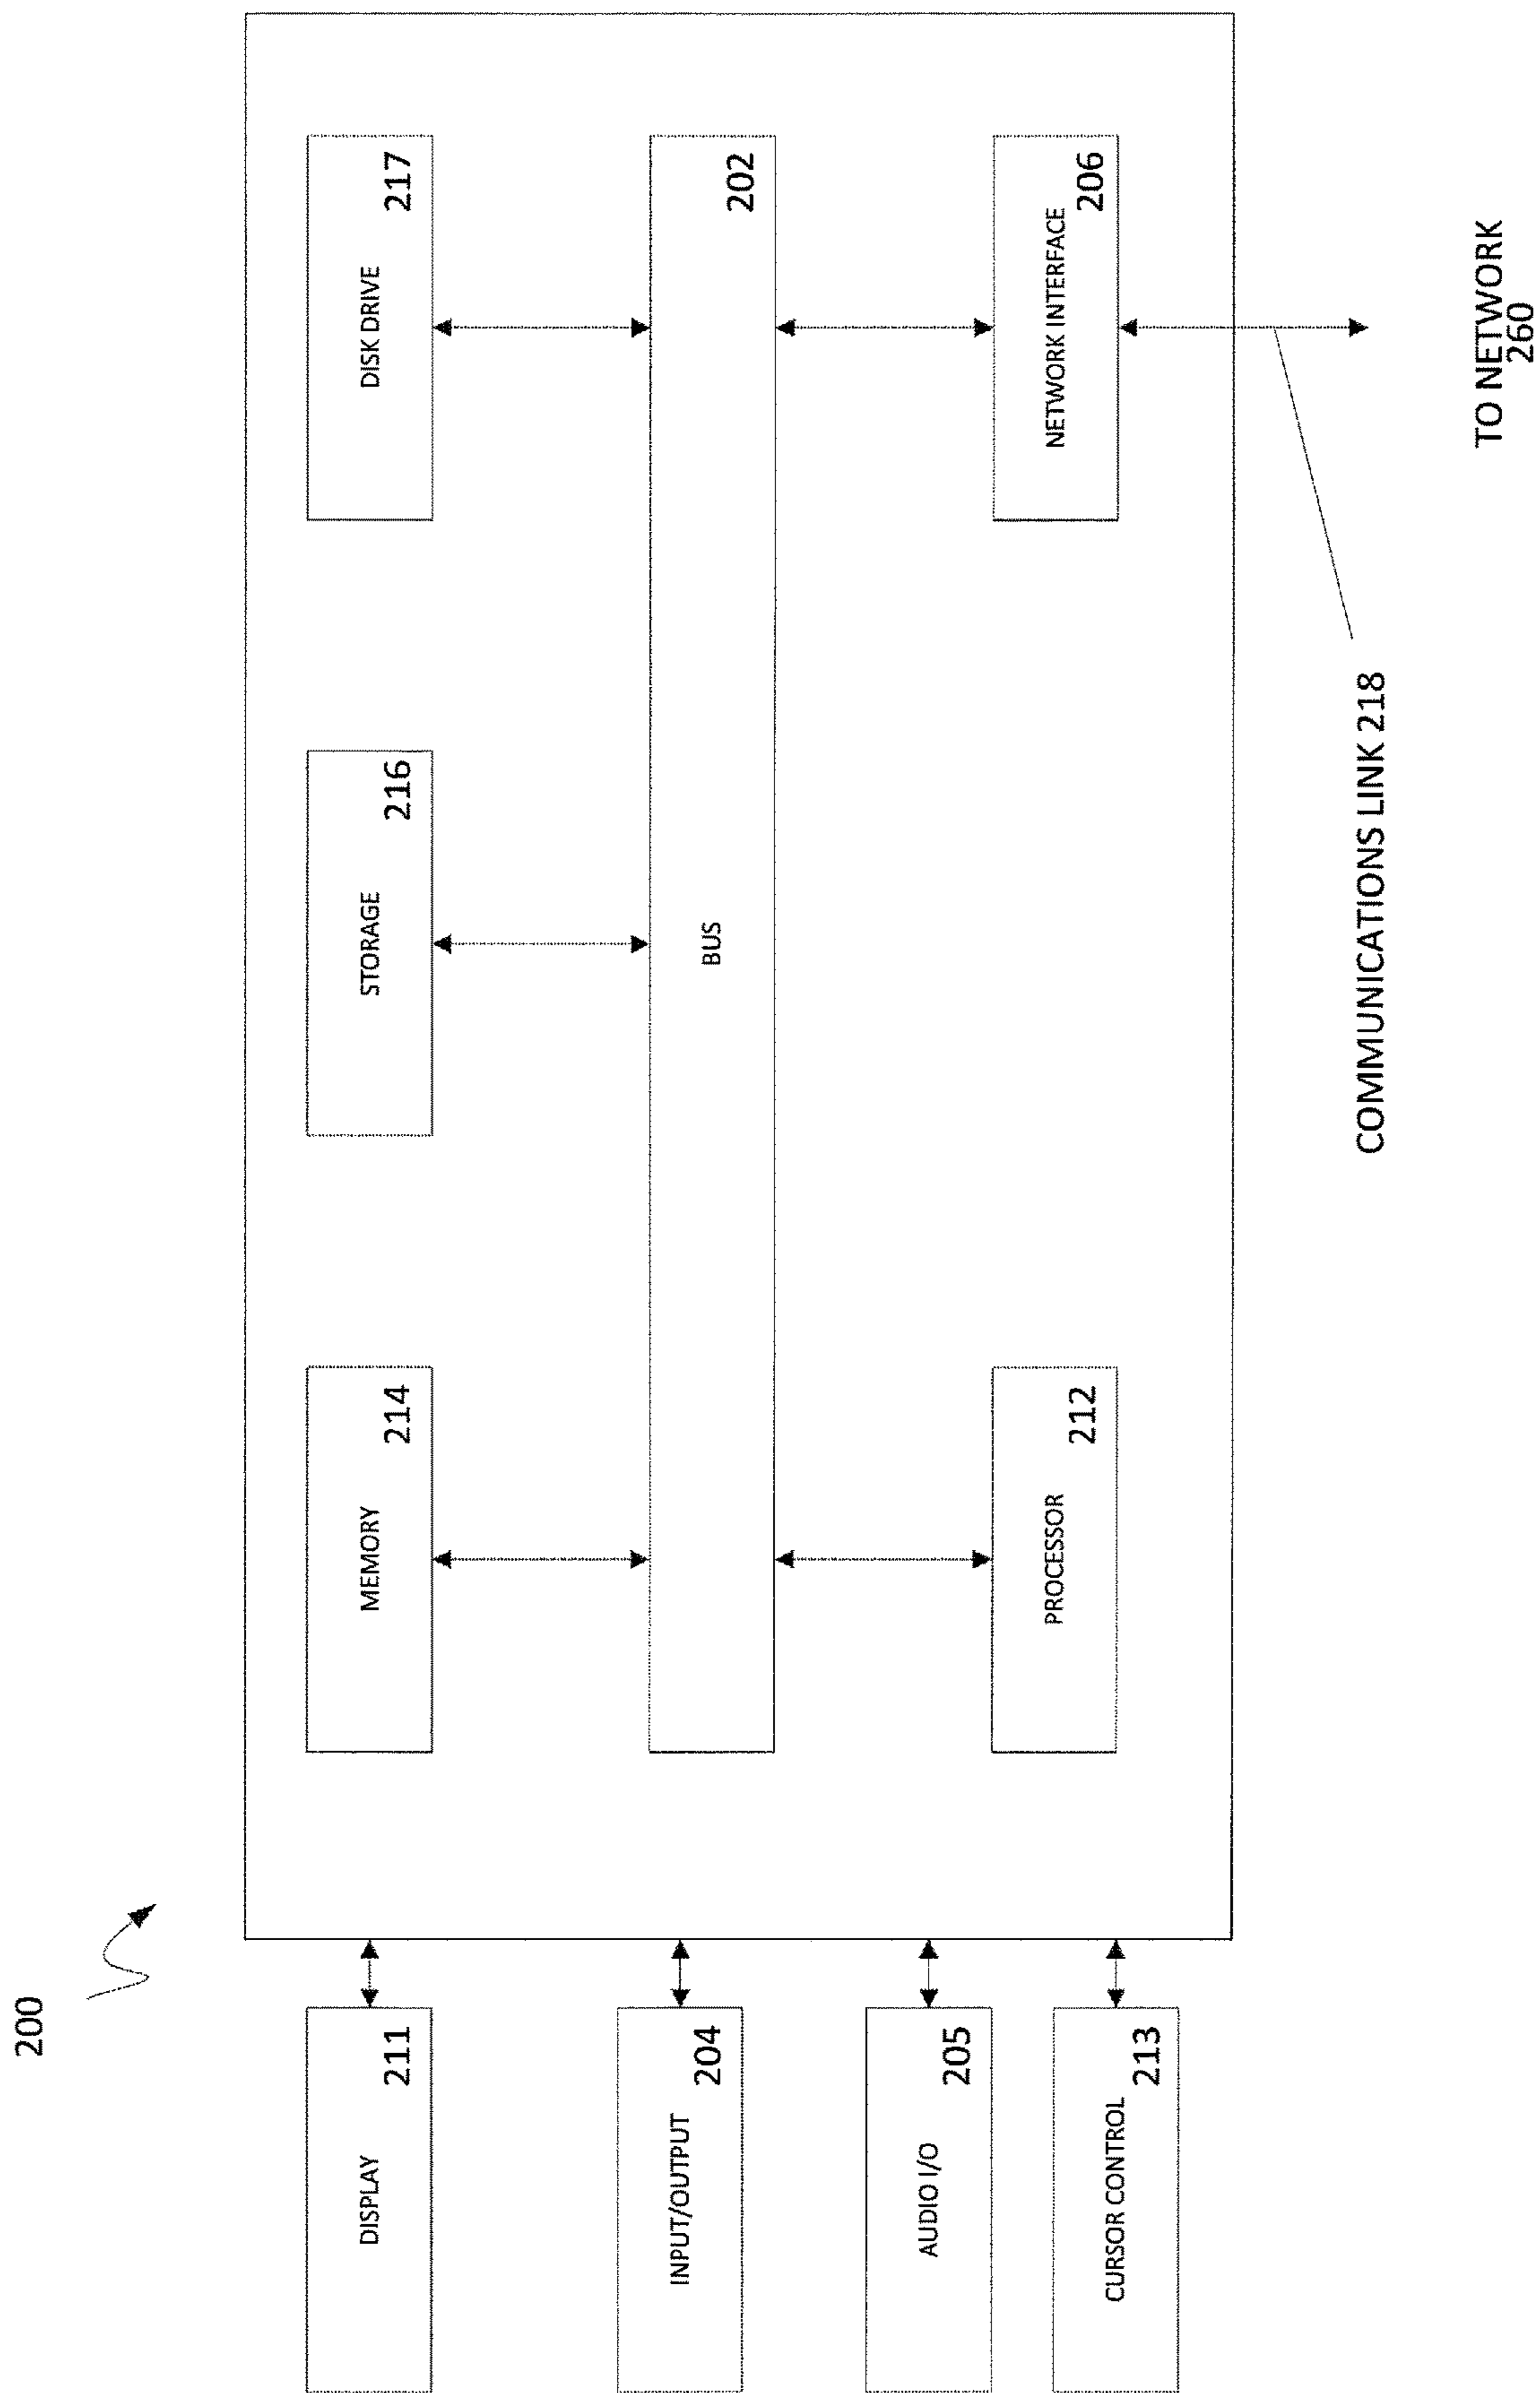 200
DISPLAY
211
INPUT/OUTPUT
204
AUDIO I/O
205
CURSOR CONTROL
213
MEMORY
214
STORAGE
216
DISK DRIVE
217
BUS
202
PROCESSOR
212
NETWORK INTERFACE
206
COMMUNICATIONS LINK 218
TO NETWORK
260